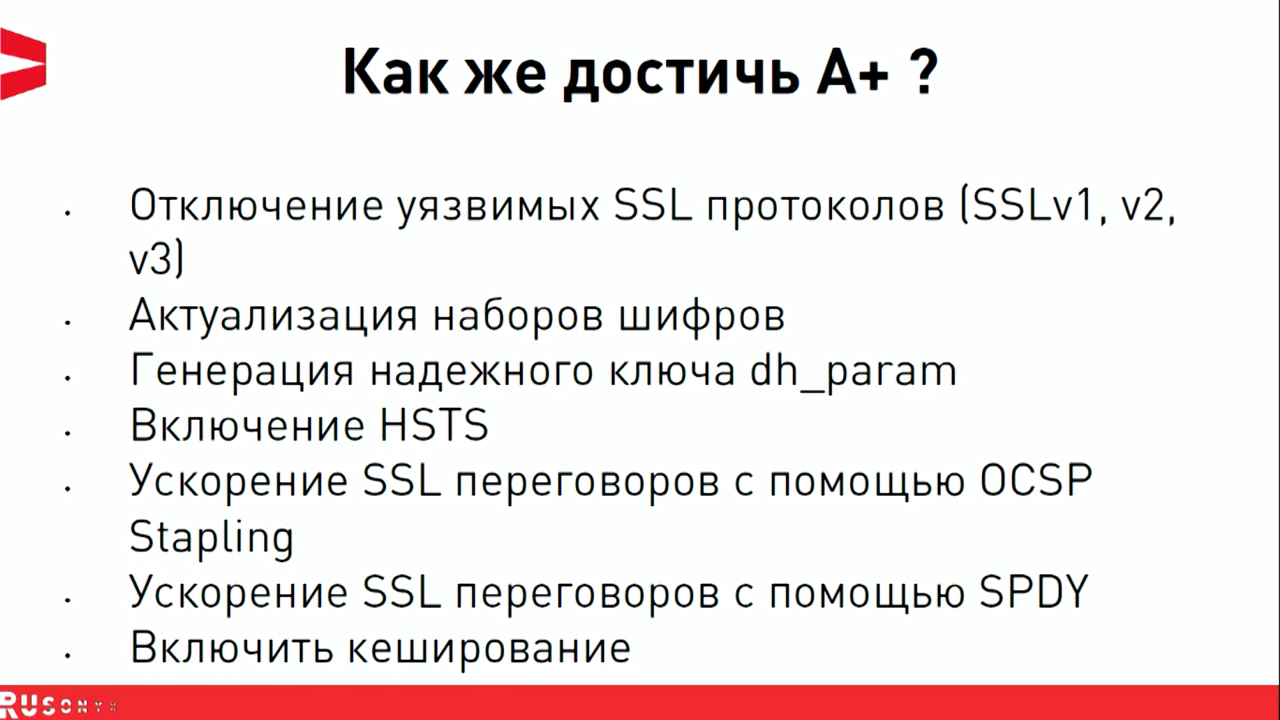 Как же достичь А+ ?
Отключение уязвимых SSL протоколов (SSLv1, v2,
v3)
Актуализация наборов шифров
Генерация надежного ключа dh_param
Включение HSTS
Ускорение SSL переговоров с помощью OCSP
Stapling
Ускорение SSL переговоров с помощью SPDY
Включить кеширование
RUSONYX